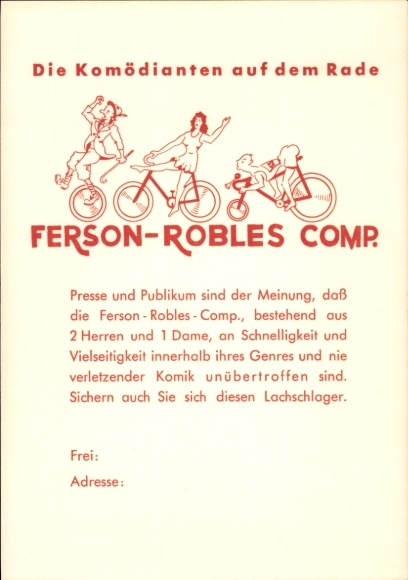 Die Komödianten auf dem Rade
FERSON-ROBLES COMP.
Presse und Publikum sind der Meinung, daß
die Ferson-Robles-Comp., bestehend aus
2 Herren und 1 Dame, an Schnelligkeit und
Vielseitigkeit innerhalb ihres Genres und nie
verletzender Komik unübertroffen sind.
Sichern auch Sie sich diesen Lachschlager.
Frei:
Adresse: